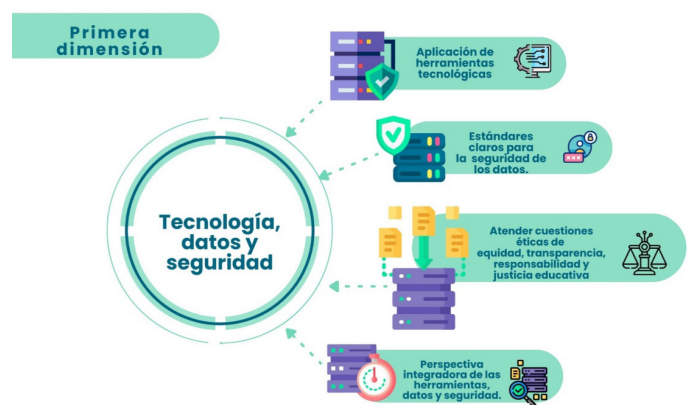 Primera
dimensión
Aplicación de
herramientas
tecnológicas
Estándares
claros para
la seguridad de
los datos.
Tecnología,
datos y
seguridad
Atender cuestiones
éticas de
equidad, transparencia,
responsabilidad y
justicia educativa
Perspectiva
integradora de las
herramientas,
datos y seguridad.